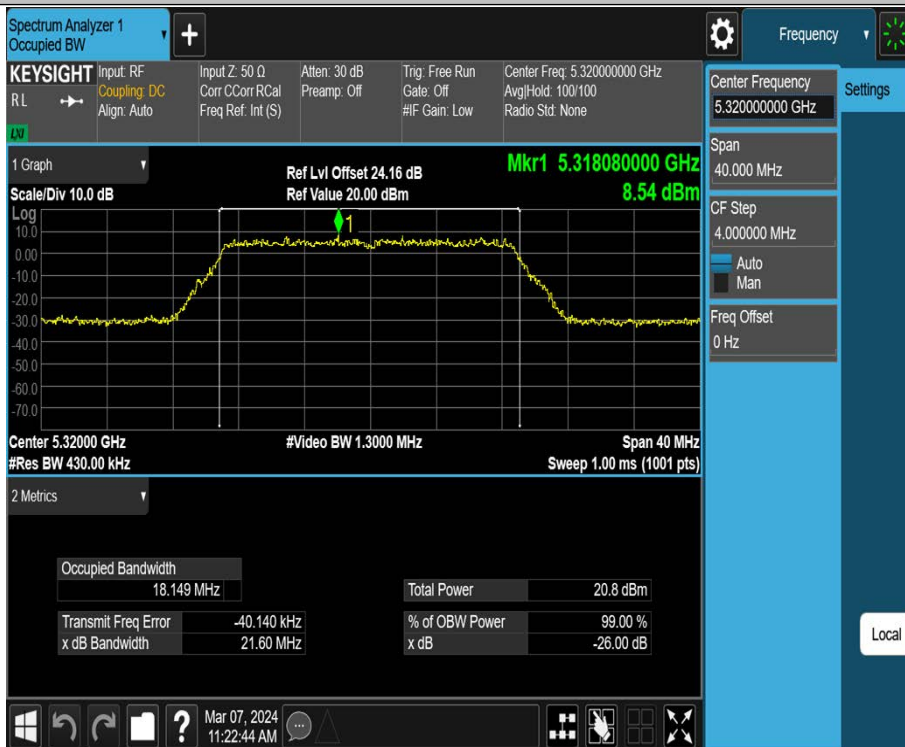 Spectrum Analyzer 1
Occupied BW
+
Frequency
KEYSIGHT
RL
LXI
Input: RF
Coupling: DC
Align: Auto
Input Z: 50 Ω
Corr CCorr RCal
Freq Ref: Int (S)
Atten: 30 dB
Preamp: Off
Trig: Free Run
Gate: Off
#IF Gain: Low
Center Freq: 5.320000000 GHz
Avg|Hold: 100/100
Radio Std: None
Center Frequency
5.320000000 GHz
Settings
Span
40.000 MHz
CF Step
4.000000 MHz
Auto
Man
Freq Offset
0 Hz
Local
1 Graph
Scale/Div 10.0 dB
Ref Lvl Offset 24.16 dB
Ref Value 20.00 dBm
Mkr1 5.318080000 GHz
8.54 dBm
Log
1
10.0
0.00
-10.0
-20.0
-30.0
-40.0
-50.0
-60.0
-70.0
Center 5.32000 GHz
#Video BW 1.3000 MHz
Span 40 MHz
#Res BW 430.00 kHz
Sweep 1.00 ms (1001 pts)
2 Metrics
Occupied Bandwidth
18.149 MHz
Total Power 20.8 dBm
Transmit Freq Error -40.140 kHz
% of OBW Power 99.00 %
x dB Bandwidth 21.60 MHz
x dB -26.00 dB
?
Mar 07, 2024
11:22:44 AM